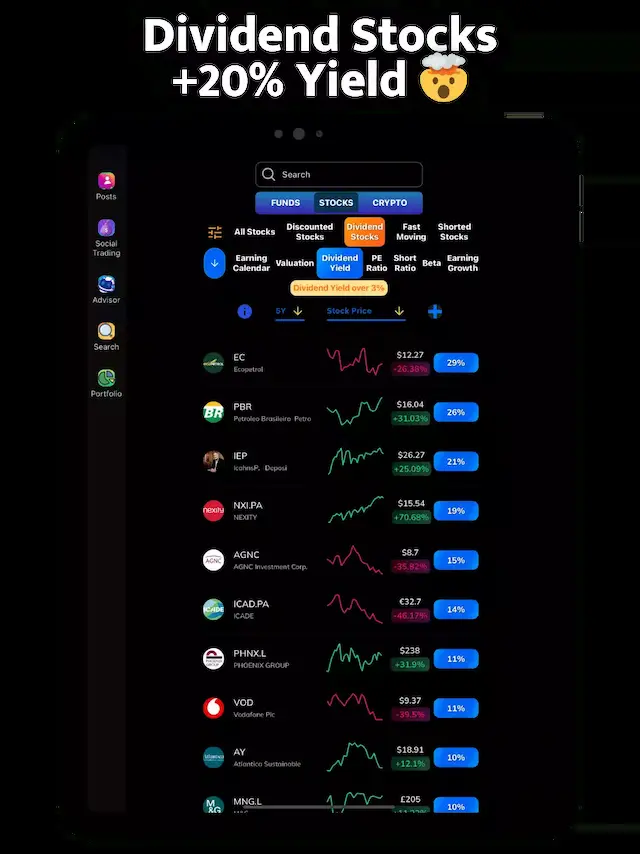 Dividend Stocks
+20% Yield 🤯
Search
FUNDS STOCKS CRYPTO
All Stocks Discounted Stocks Dividend Stocks Fast Moving Shorted Stocks
Earning Calendar Valuation Dividend Yield PE Ratio Short Ratio Beta Earning Growth
Dividend Yield over 3%
5Y Stock Price
Posts
Social Trading
Advisor
Search
Portfolio
EC $12.27 29%
Ecopetrol -26.38%
PBR $16.04 26%
Petroleo Brasileiro Petro +31.03%
IEP $26.27 21%
IcahnsP. -Deposi +25.09%
NXI.PA $15.54 19%
nexity NEXITY +70.68%
AGNC $8.7 15%
AGNC AGNC Investment Corp. -35.82%
ICAD.PA €32.7 14%
ICADE ICADE -46.17%
PHNX.L $238 11%
PHOENIX GROUP +31.9%
VOD $9.37 11%
Vodafone Plc -39.5%
AY $18.91 10%
Atlantica Sustainable +12.1%
MNG.L £205 10%
M&G